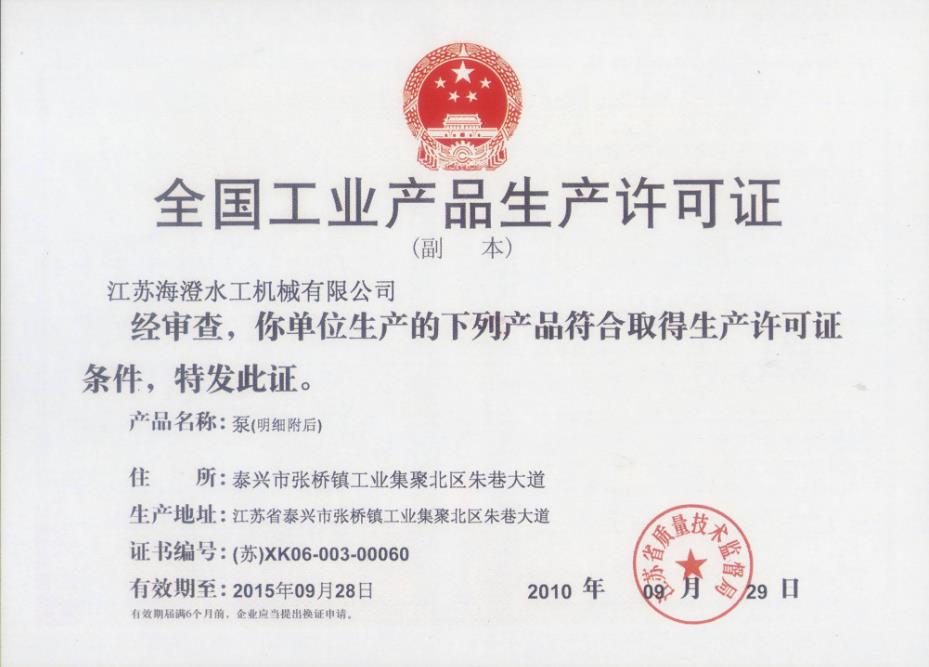 全国工业产品生产许可证
(副 本)
江苏海澄水工机械有限公司
经审查，你单位生产的下列产品符合取得生产许可证
条件，特发此证。
产品名称：泵(明细附后)
住 所：泰兴市张桥镇工业集聚北区朱巷大道
生产地址：江苏省泰兴市张桥镇工业集聚北区朱巷大道
证书编号：(苏)XK06-003-00060
有效期至：2015年09月28日
2010 年 09 月 29 日
有效期届满6个月前，企业应当提出换证申请。
江苏省质量技术监督局